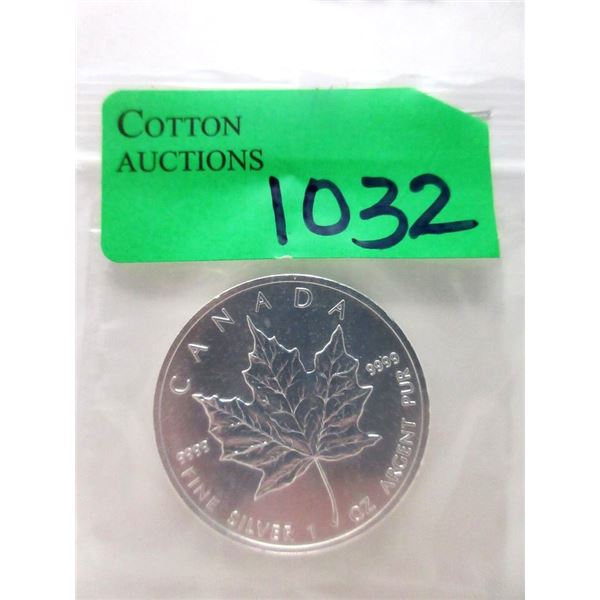 COTTON
AUCTIONS
1032
CANADA
9999 9999
FINE SILVER 1 OZ ARGENT PUR